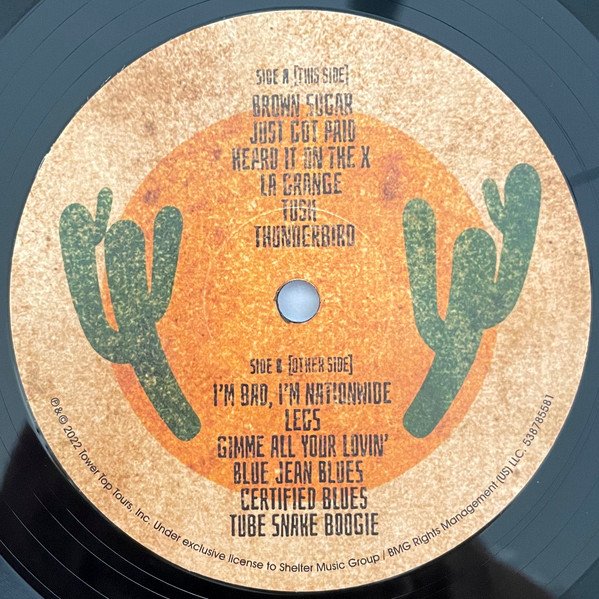 SIDE A [THIS SIDE]
BROWN SUGAR
JUST GOT PAID
HEARD IT ON THE X
LA GRANGE
TUSH
THUNDERBIRD
SIDE B [OTHER SIDE]
I'M BAD, I'M NATIONWIDE
LEGS
GIMME ALL YOUR LOVIN'
BLUE JEAN BLUES
CERTIFIED BLUES
TUBE SNAKE BOOGIE
℗ & © 2022 Tower Top Tours, Inc. Under exclusive license to Shelter Music Group / BMG Rights Management (US) LLC. 538785581